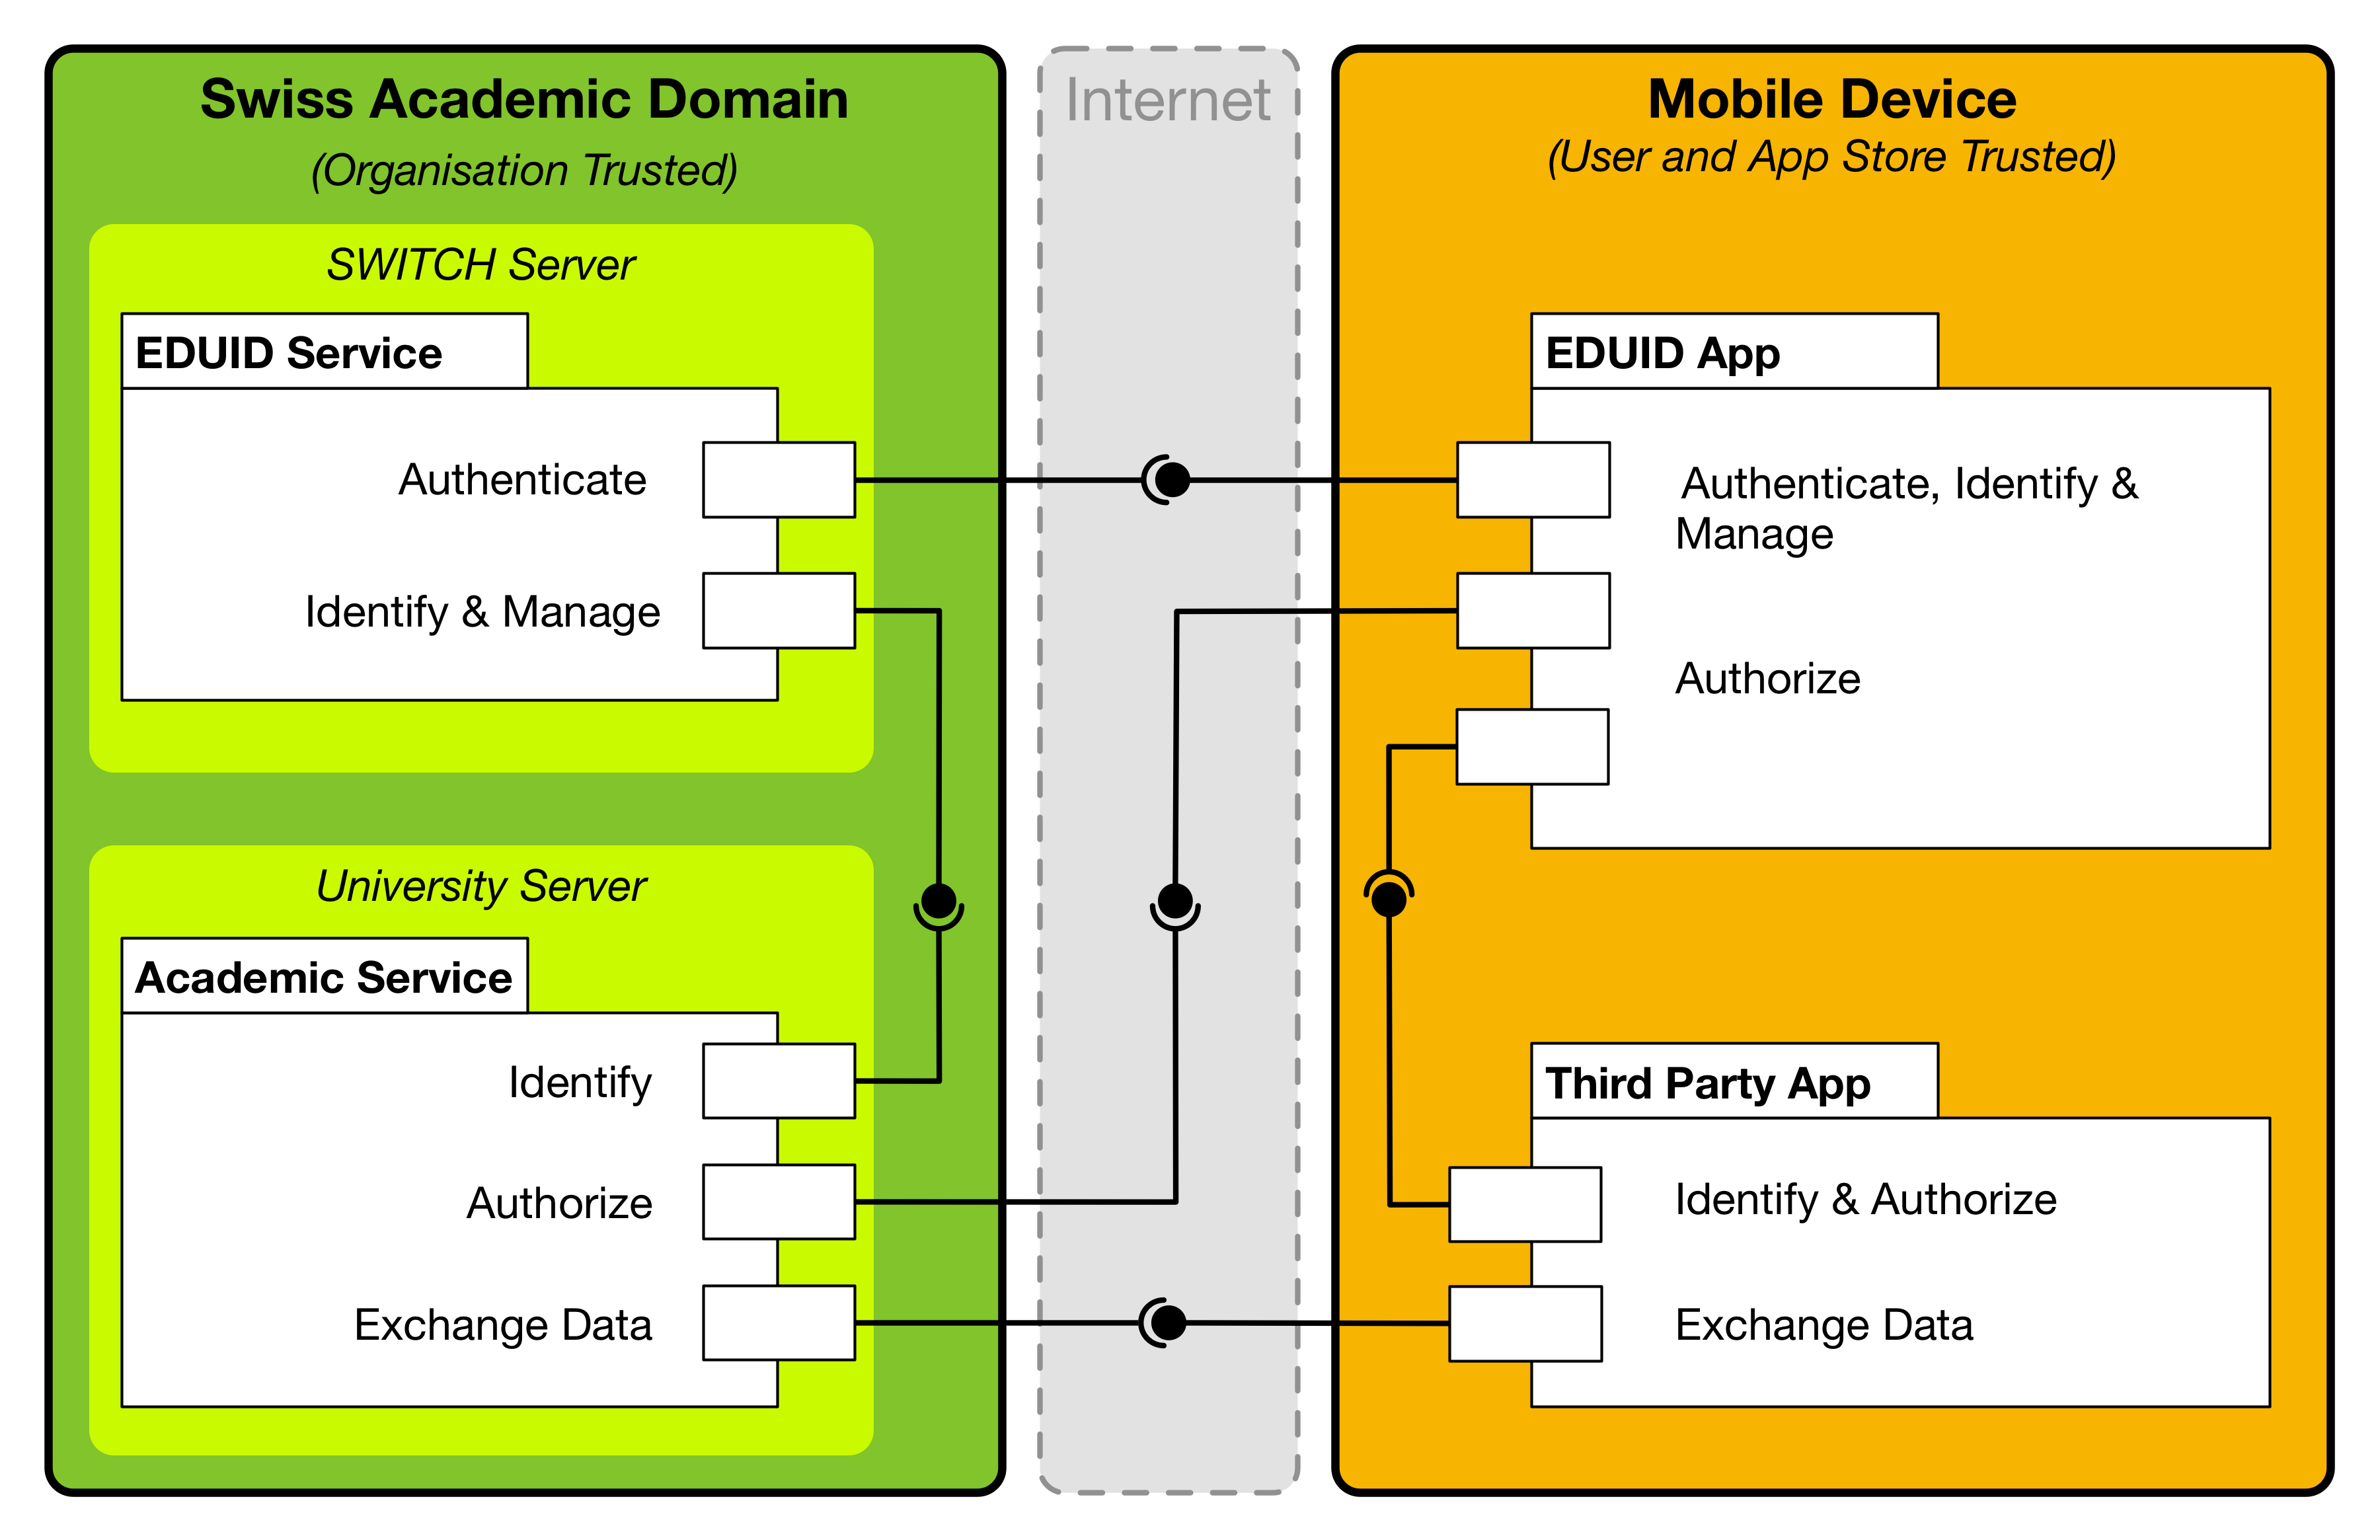 Swiss Academic Domain
(Organisation Trusted)
SWITCH Server
EDUID Service
Authenticate
Identify & Manage
University Server
Academic Service
Identify
Authorize
Exchange Data
Internet
Mobile Device
(User and App Store Trusted)
EDUID App
Authenticate, Identify &
Manage
Authorize
Third Party App
Identify & Authorize
Exchange Data